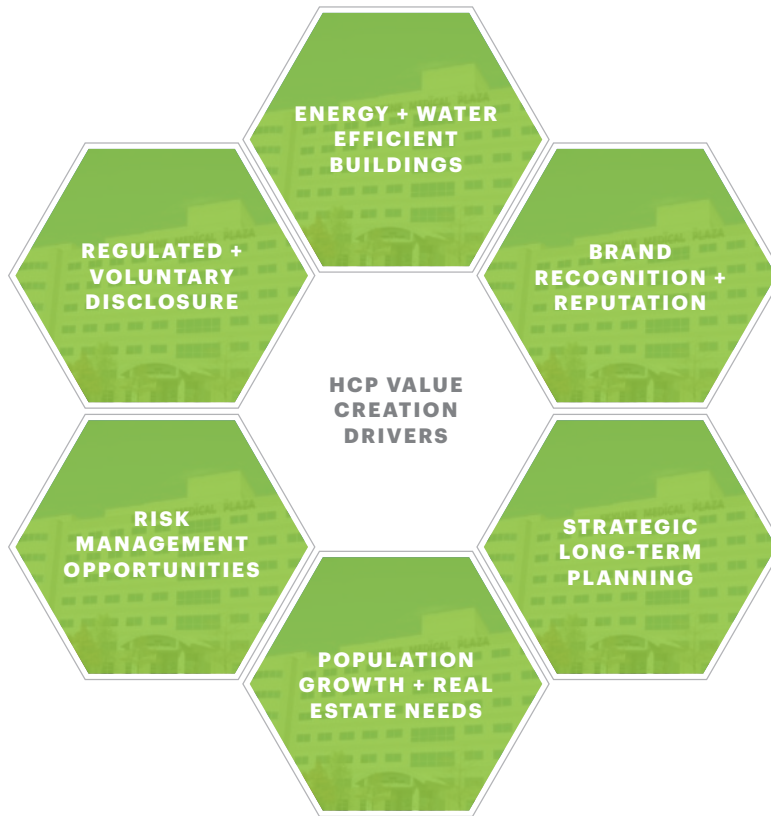 ENERGY + WATER
EFFICIENT
BUILDINGS
BRAND
RECOGNITION +
REPUTATION
STRATEGIC
LONG-TERM
PLANNING
POPULATION
GROWTH + REAL
ESTATE NEEDS
RISK
MANAGEMENT
OPPORTUNITIES
REGULATED +
VOLUNTARY
DISCLOSURE
HCP VALUE
CREATION
DRIVERS